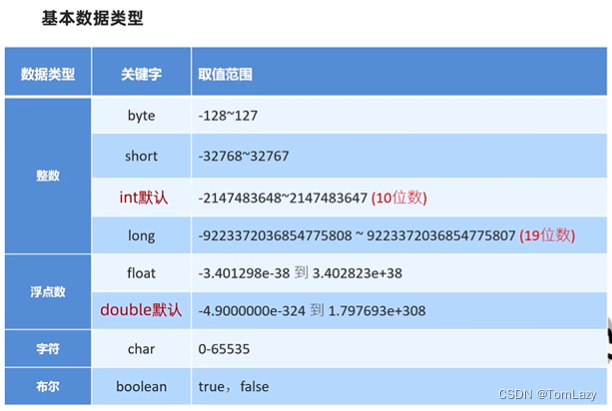 基本数据类型
数据类型 关键字 取值范围
整数 byte -128~127
short -32768~32767
int默认 -2147483648~2147483647 (10位数)
long -9223372036854775808 ~ 9223372036854775807 (19位数)
浮点数 float -3.401298e-38 到 3.402823e+38
double默认 -4.9000000e-324 到 1.797693e+308
字符 char 0-65535
布尔 boolean true，false
CSDN @TomLazy